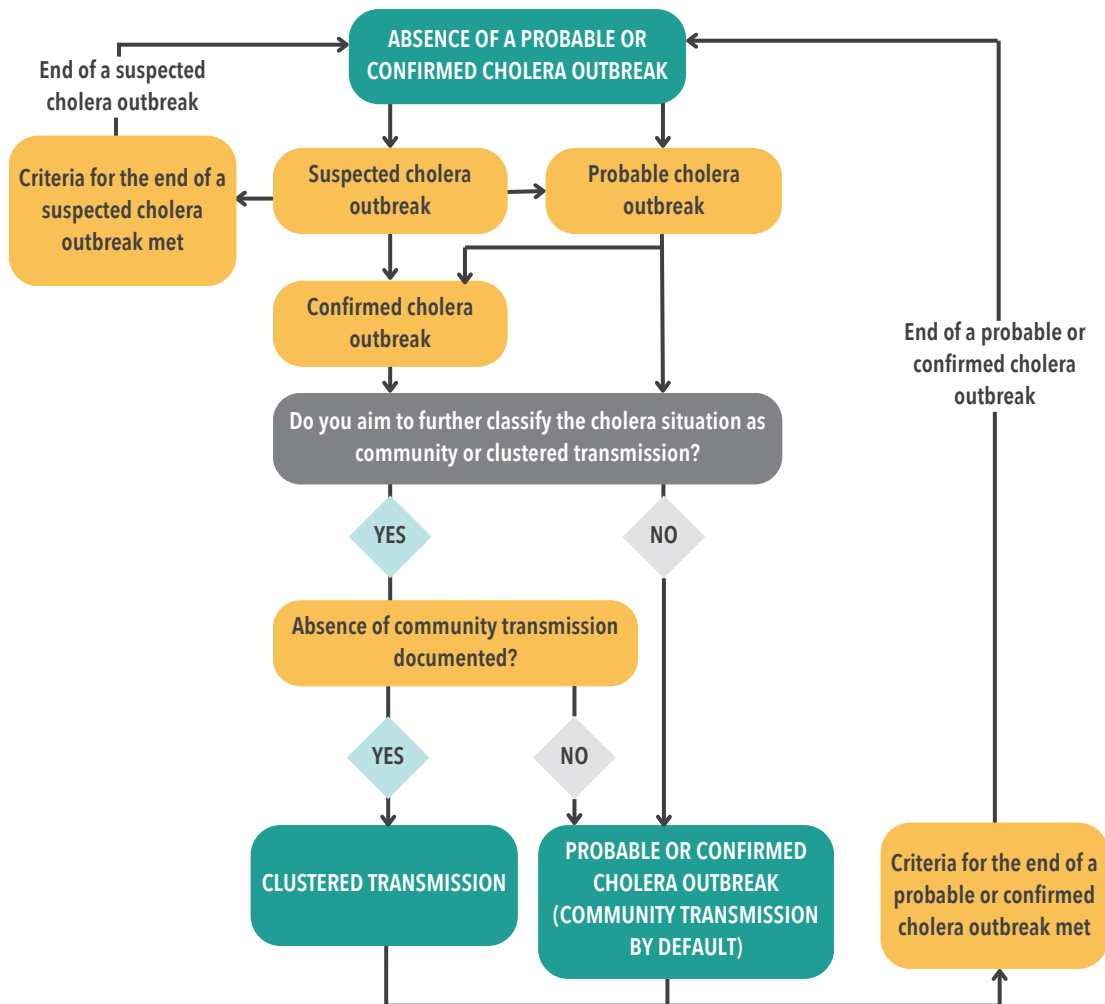 ABSENCE OF A PROBABLE OR
CONFIRMED CHOLERA OUTBREAK
End of a suspected
cholera outbreak
Criteria for the end of a
suspected cholera
outbreak met
Suspected cholera
outbreak
Probable cholera
outbreak
Confirmed cholera
outbreak
End of a probable or
confirmed cholera
outbreak
Do you aim to further classify the cholera situation as
community or clustered transmission?
YES
NO
Absence of community transmission
documented?
YES
NO
CLUSTERED TRANSMISSION
PROBABLE OR CONFIRMED
CHOLERA OUTBREAK
(COMMUNITY TRANSMISSION
BY DEFAULT)
Criteria for the end of a
probable or confirmed
cholera outbreak met